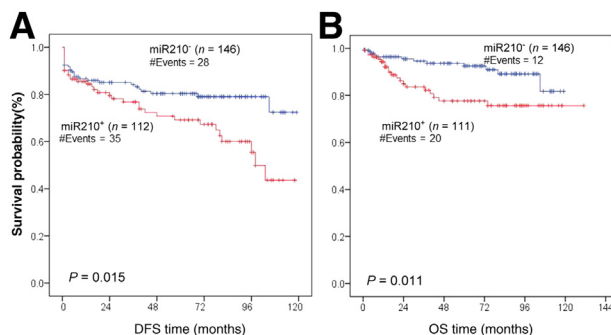 A
B
Survival probability(%)
1.0
0.8
0.6
0.4
0.2
0.0
miR210⁻ (n = 146)
#Events = 28
miR210⁺ (n = 112)
#Events = 35
P = 0.015
0 24 48 72 96 120
DFS time (months)
1.0
0.8
0.6
0.4
0.2
0.0
miR210⁻ (n =146)
#Events = 12
miR210⁺ (n = 111)
#Events = 20
P = 0.011
0 24 48 72 96 120 144
OS time (months)